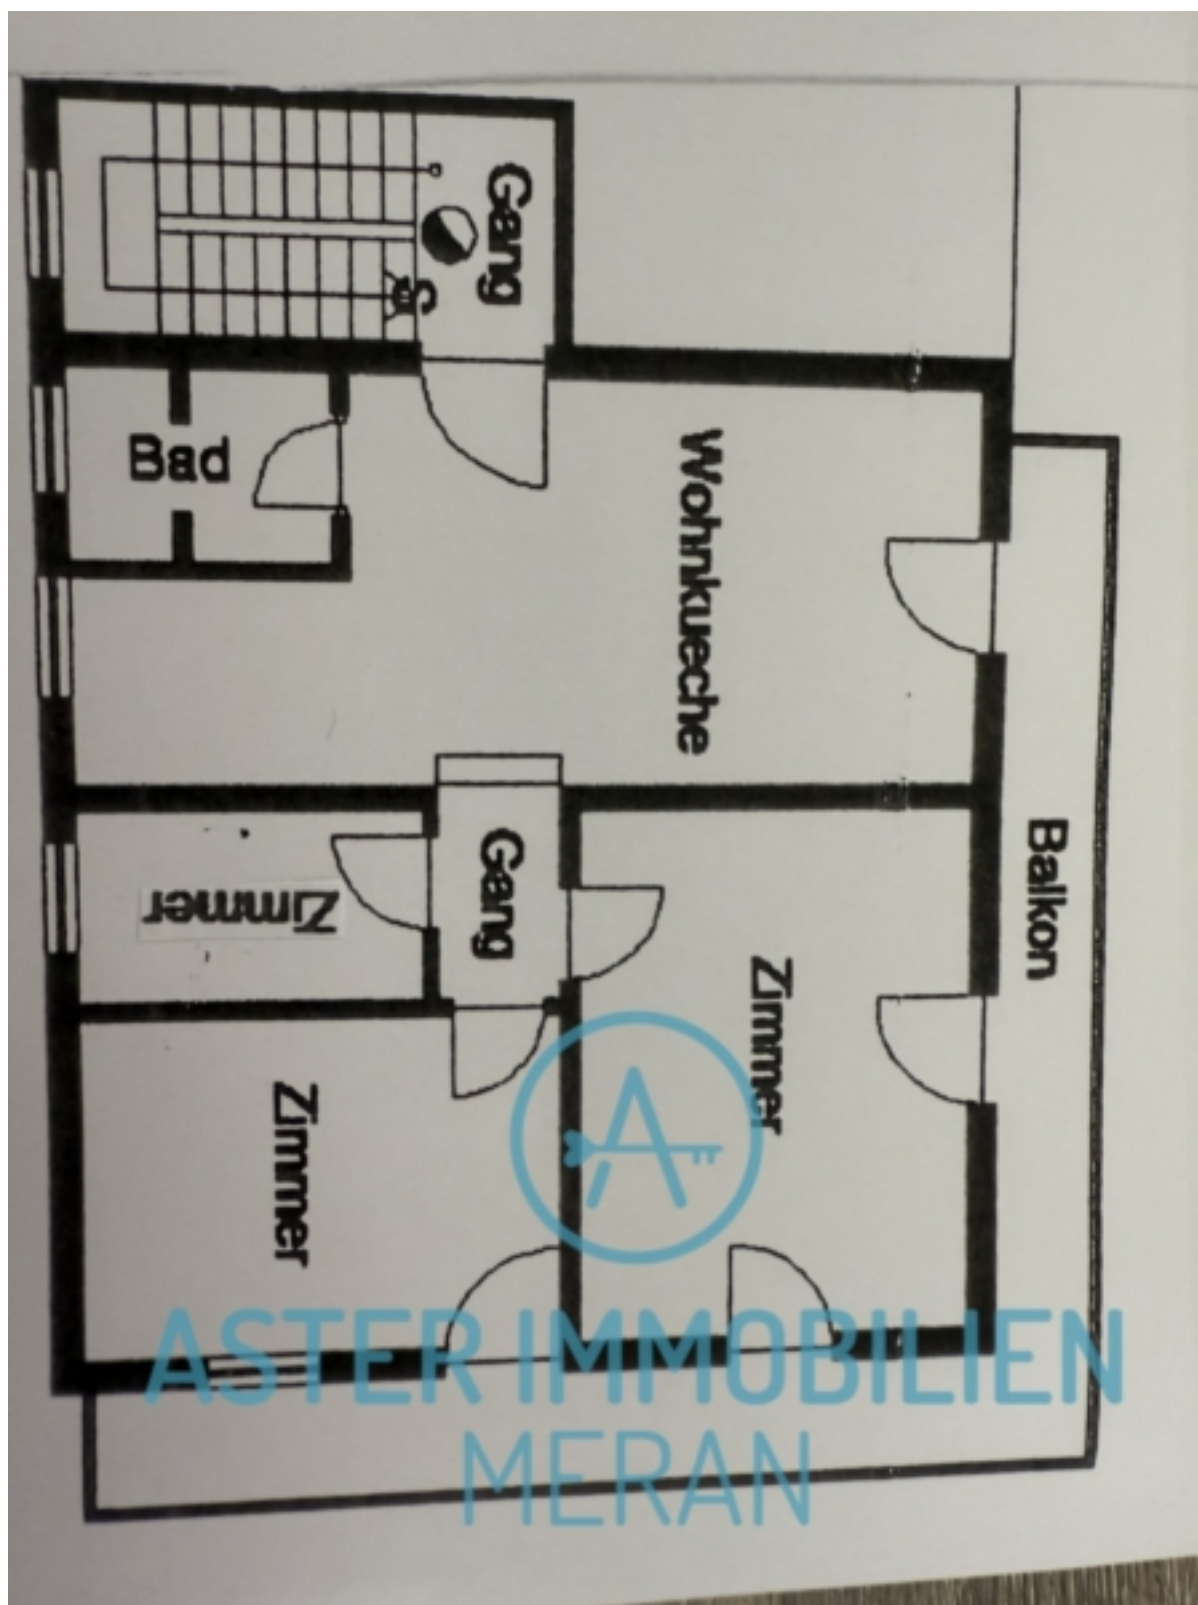 Gang
Bad
Wohnkueche
Zimmer
Gang
Balkon
Zimmer
Zimmer
A
ASTER IMMOBILIEN
MERAN